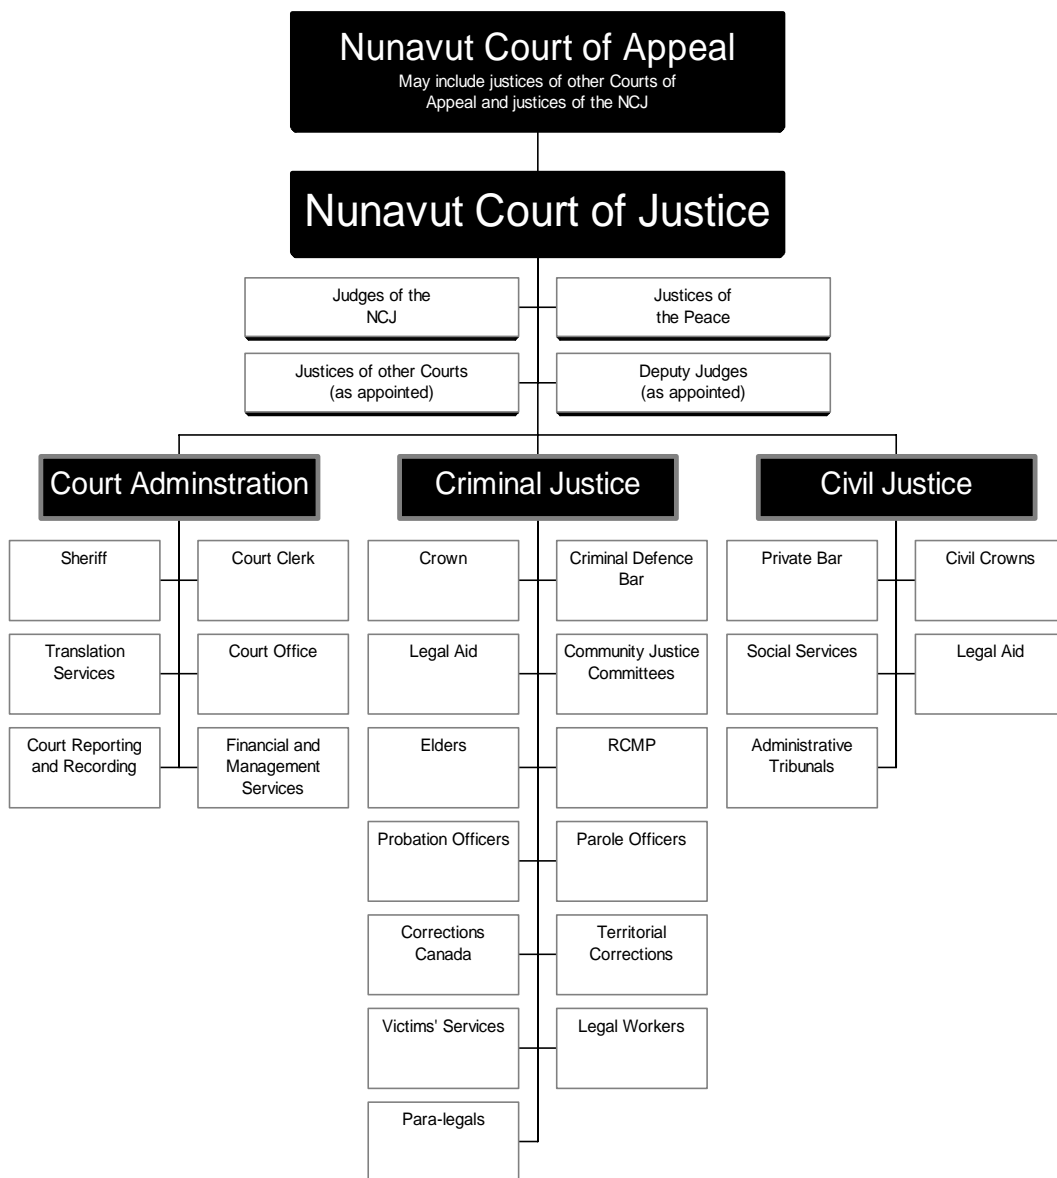 Nunavut Court of Appeal
May include justices of other Courts of
Appeal and justices of the NCJ
Nunavut Court of Justice
Judges of the
NCJ
Justices of
the Peace
Justices of other Courts
(as appointed)
Deputy Judges
(as appointed)
Court Adminstration
Criminal Justice
Civil Justice
Sheriff
Court Clerk
Translation
Services
Court Office
Court Reporting
and Recording
Financial and
Management
Services
Crown
Criminal Defence
Bar
Legal Aid
Community Justice
Committees
Elders
RCMP
Probation Officers
Parole Officers
Corrections
Canada
Territorial
Corrections
Victims' Services
Legal Workers
Para-legals
Private Bar
Civil Crowns
Social Services
Legal Aid
Administrative
Tribunals